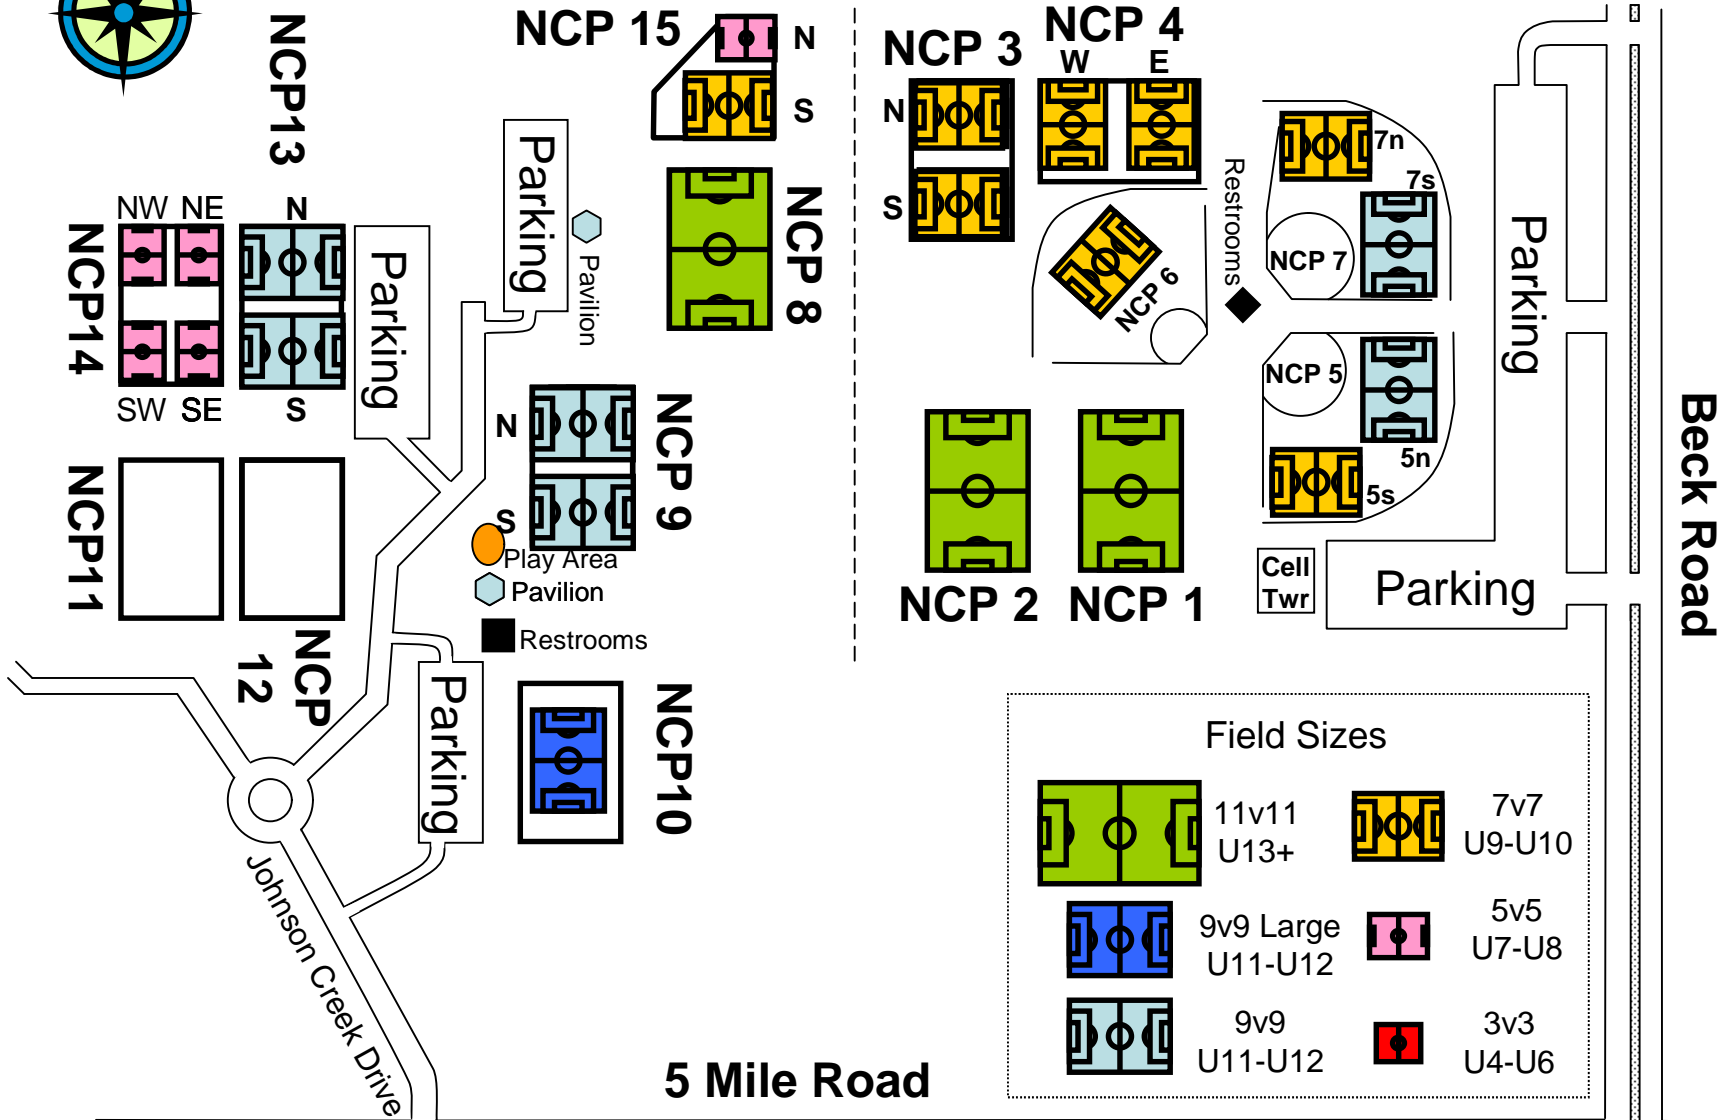 NCP13
NCP 15
N
S
NCP 3
N
S
NCP 4
W
E
Parking
Pavilion
NCP 8
Restrooms
7n
7s
NCP 7
NCP 6
Parking
NW
NE
N
NCP14
SW
SE
S
Parking
NCP 5
5n
5s
N
S
NCP 9
Play Area
Pavilion
Restrooms
NCP11
NCP
12
NCP 2
NCP 1
Cell
Twr
Parking
Beck Road
Parking
NCP10
Johnson Creek Drive
5 Mile Road
Field Sizes
11v11
U13+
7v7
U9-U10
9v9 Large
U11-U12
5v5
U7-U8
9v9
U11-U12
3v3
U4-U6